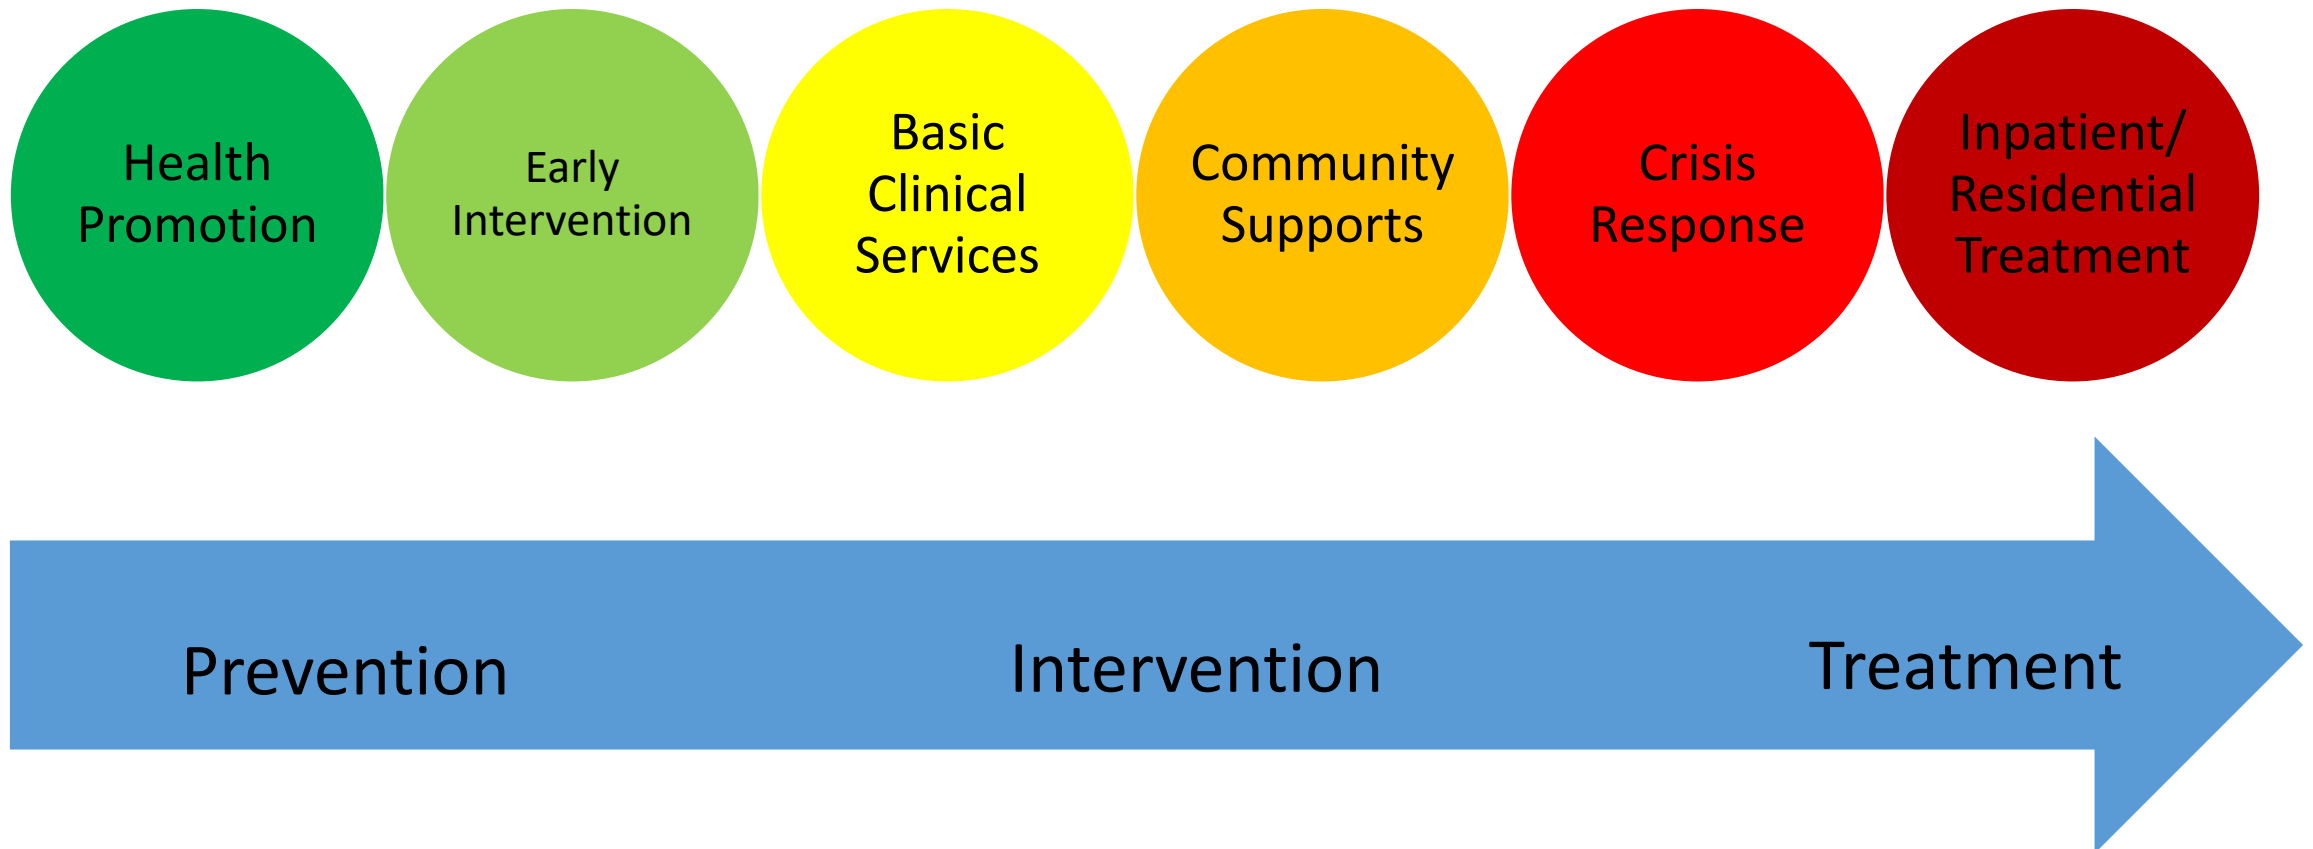 Health
Promotion
Early
Intervention
Basic
Clinical
Services
Community
Supports
Crisis
Response
Inpatient/
Residential
Treatment
Prevention
Intervention
Treatment